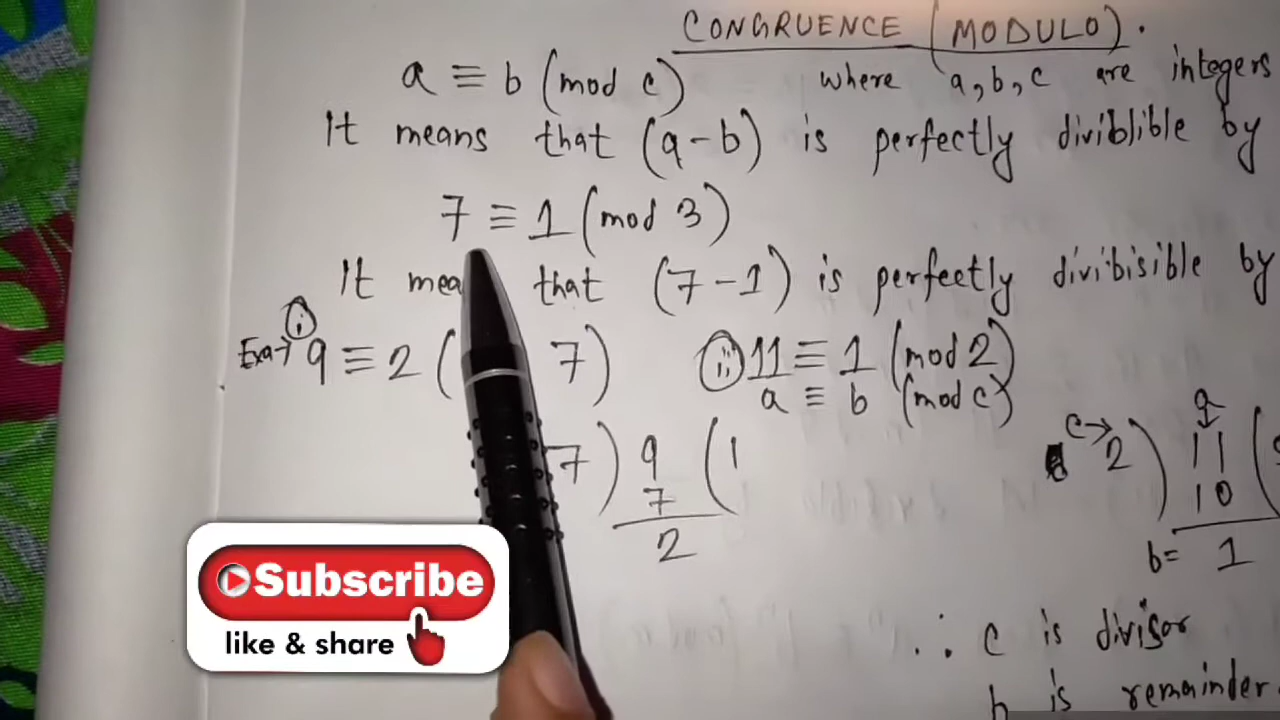 CONGRUENCE (MODULO).
a ≡ b (mod c) where a, b, c are integers
It means that (a - b) is perfectly diviblible by
7 ≡ 1 (mod 3)
It mea that (7 - 1) is perfectly divibisible by
Exa→ (i) 9 ≡ 2 ( 7) (ii) 11 ≡ 1 (mod 2)
a ≡ b (mod c)
7) 9 (1
7
2
a
c→ 2) 11 (
10
b= 1
∴ c is divisor
b is remainder
Subscribe
like & share